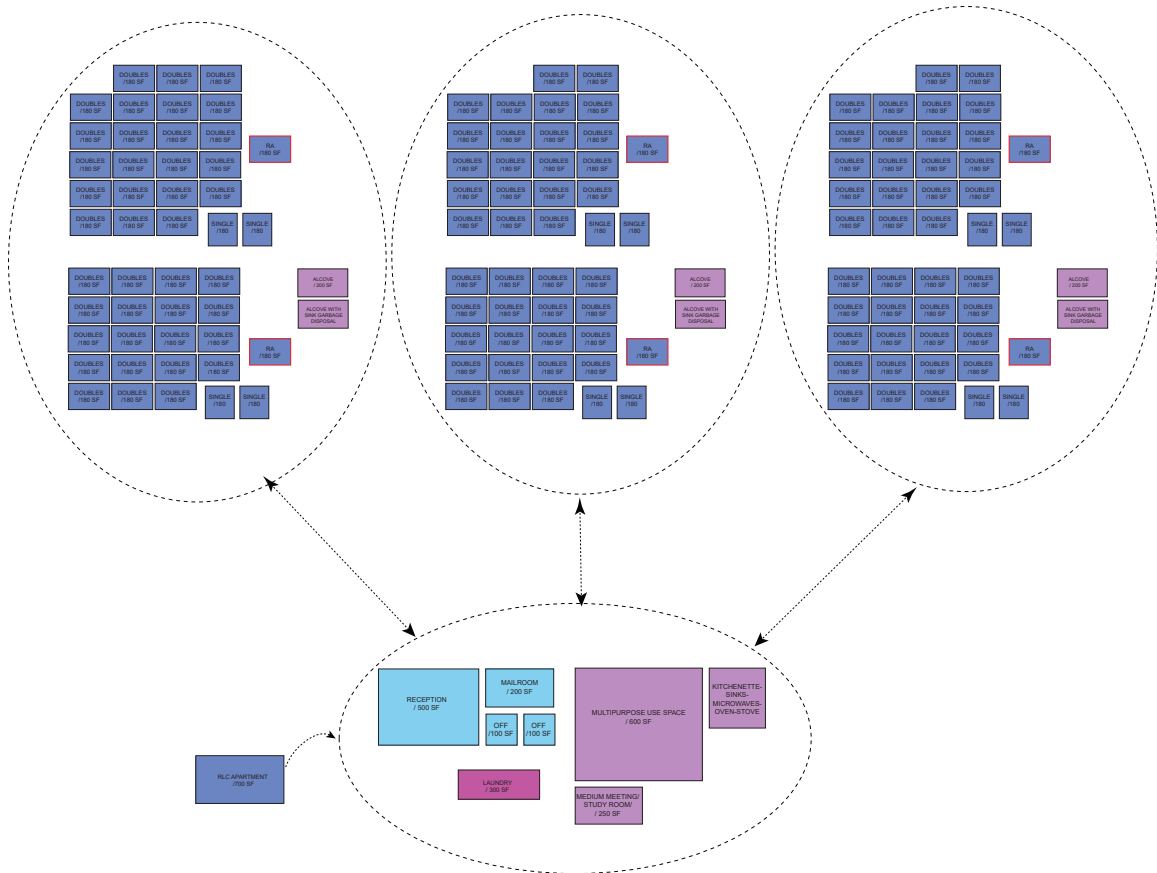 DOUBLES DOUBLES DOUBLES
/180 SF /180 SF /180 SF
DOUBLES DOUBLES DOUBLES DOUBLES
/180 SF /180 SF /180 SF /180 SF
DOUBLES DOUBLES DOUBLES DOUBLES
/180 SF /180 SF /180 SF /180 SF
RA
/180 SF
DOUBLES DOUBLES DOUBLES DOUBLES
/180 SF /180 SF /180 SF /180 SF
DOUBLES DOUBLES DOUBLES DOUBLES
/180 SF /180 SF /180 SF /180 SF
DOUBLES DOUBLES DOUBLES
/180 SF /180 SF /180 SF
SINGLE SINGLE
/180 /180
DOUBLES DOUBLES DOUBLES DOUBLES
/180 SF /180 SF /180 SF /180 SF
ALCOVE
/ 200 SF
DOUBLES DOUBLES DOUBLES DOUBLES
/180 SF /180 SF /180 SF /180 SF
ALCOVE WITH
SINK GARBAGE
DISPOSAL
DOUBLES DOUBLES DOUBLES DOUBLES
/180 SF /180 SF /180 SF /180 SF
RA
/180 SF
DOUBLES DOUBLES DOUBLES DOUBLES
/180 SF /180 SF /180 SF /180 SF
DOUBLES DOUBLES DOUBLES
/180 SF /180 SF /180 SF
SINGLE SINGLE
/180 /180
DOUBLES DOUBLES
/180 SF /180 SF
DOUBLES DOUBLES DOUBLES DOUBLES
/180 SF /180 SF /180 SF /180 SF
DOUBLES DOUBLES DOUBLES DOUBLES
/180 SF /180 SF /180 SF /180 SF
RA
/180 SF
DOUBLES DOUBLES DOUBLES DOUBLES
/180 SF /180 SF /180 SF /180 SF
DOUBLES DOUBLES DOUBLES DOUBLES
/180 SF /180 SF /180 SF /180 SF
DOUBLES DOUBLES DOUBLES
/180 SF /180 SF /180 SF
SINGLE SINGLE
/180 /180
DOUBLES DOUBLES DOUBLES DOUBLES
/180 SF /180 SF /180 SF /180 SF
ALCOVE
/ 200 SF
DOUBLES DOUBLES DOUBLES DOUBLES
/180 SF /180 SF /180 SF /180 SF
ALCOVE WITH
SINK GARBAGE
DISPOSAL
DOUBLES DOUBLES DOUBLES DOUBLES
/180 SF /180 SF /180 SF /180 SF
RA
/180 SF
DOUBLES DOUBLES DOUBLES DOUBLES
/180 SF /180 SF /180 SF /180 SF
DOUBLES DOUBLES DOUBLES
/180 SF /180 SF /180 SF
SINGLE SINGLE
/180 /180
DOUBLES DOUBLES
/180 SF /180 SF
DOUBLES DOUBLES DOUBLES DOUBLES
/180 SF /180 SF /180 SF /180 SF
DOUBLES DOUBLES DOUBLES DOUBLES
/180 SF /180 SF /180 SF /180 SF
RA
/180 SF
DOUBLES DOUBLES DOUBLES DOUBLES
/180 SF /180 SF /180 SF /180 SF
DOUBLES DOUBLES DOUBLES DOUBLES
/180 SF /180 SF /180 SF /180 SF
DOUBLES DOUBLES DOUBLES
/180 SF /180 SF /180 SF
SINGLE SINGLE
/180 /180
DOUBLES DOUBLES DOUBLES DOUBLES
/180 SF /180 SF /180 SF /180 SF
ALCOVE
/ 200 SF
DOUBLES DOUBLES DOUBLES DOUBLES
/180 SF /180 SF /180 SF /180 SF
ALCOVE WITH
SINK GARBAGE
DISPOSAL
DOUBLES DOUBLES DOUBLES DOUBLES
/180 SF /180 SF /180 SF /180 SF
RA
/180 SF
DOUBLES DOUBLES DOUBLES DOUBLES
/180 SF /180 SF /180 SF /180 SF
DOUBLES DOUBLES DOUBLES
/180 SF /180 SF /180 SF
SINGLE SINGLE
/180 /180
RECEPTION
/ 500 SF
MAILROOM
/ 200 SF
OFF OFF
/100 SF /100 SF
MULTIPURPOSE USE SPACE
/ 600 SF
KITCHENETTE-
SINKS-
MICROWAVES-
OVEN-STOVE
RLC APARTMENT
/700 SF
LAUNDRY
/ 300 SF
MEDIUM MEETING/
STUDY ROOM/
/ 250 SF